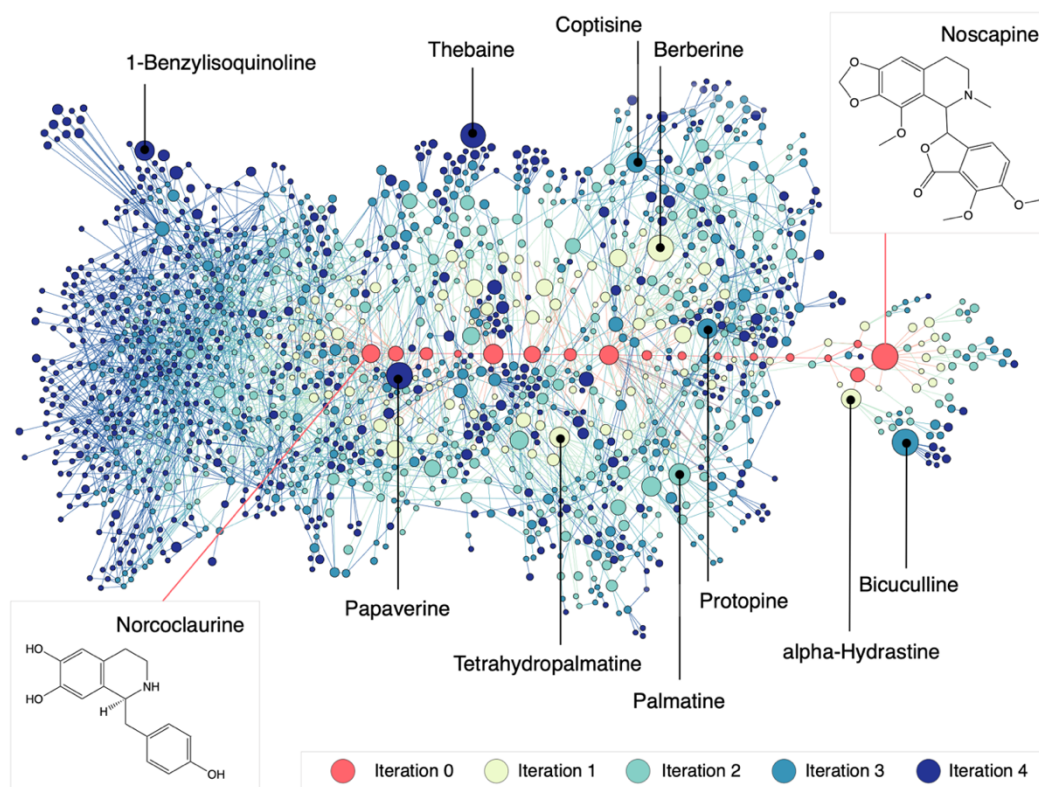 Coptisine
Noscapine
Thebaine
Berberine
1-Benzylisoquinoline
O
O
N
O
O
O
O
O
Papaverine
Protopine
Bicuculline
Norcoclaurine
alpha-Hydrastine
HO
Tetrahydropalmatine
HO
NH
H
Palmatine
OH
Iteration 0
Iteration 1
Iteration 2
Iteration 3
Iteration 4